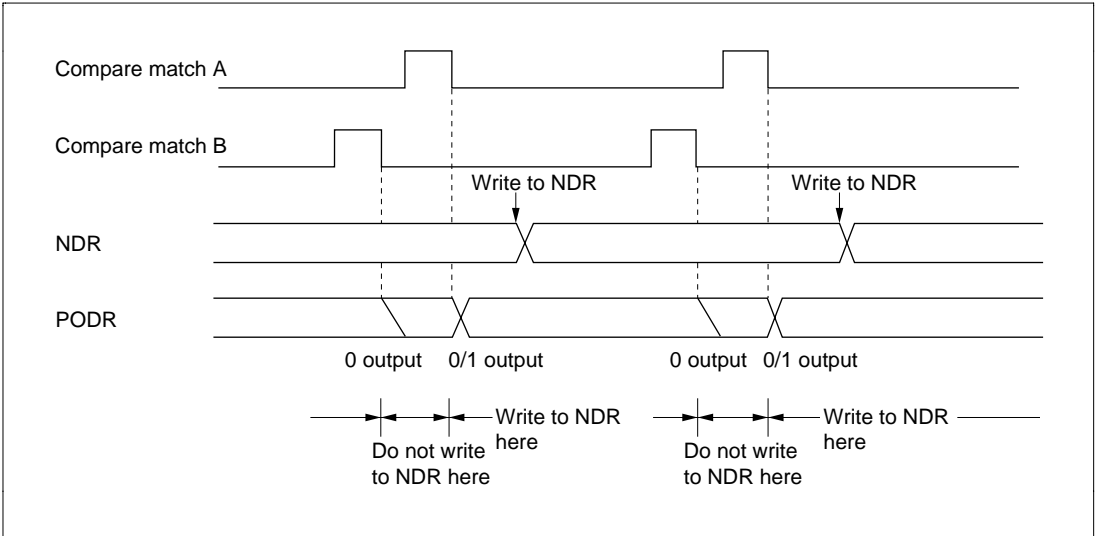 Compare match A
Compare match B
Write to NDR
Write to NDR
NDR
PODR
0 output
0/1 output
0 output
0/1 output
Write to NDR
here
Do not write
to NDR here
Write to NDR
here
Do not write
to NDR here